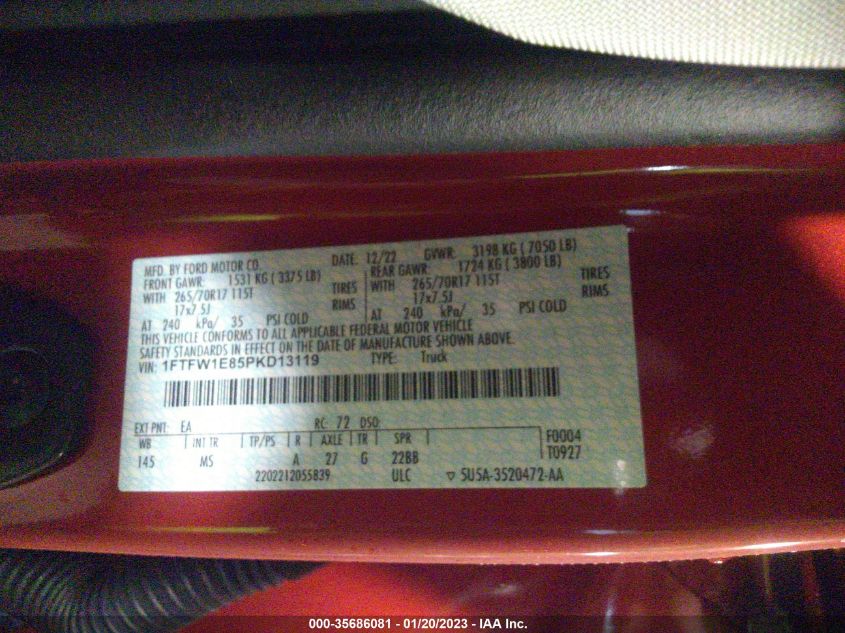 MFD. BY FORD MOTOR CO. DATE: 12/22 GVWR: 3198 KG ( 7050 LB)
FRONT GAWR: 1531 KG ( 3375 LB) REAR GAWR: 1724 KG ( 3800 LB)
WITH 265/70R17 115T TIRES WITH 265/70R17 115T TIRES
17x7.5J RIMS 17x7.5J RIMS
AT 240 kPa/ 35 PSI COLD AT 240 kPa/ 35 PSI COLD
THIS VEHICLE CONFORMS TO ALL APPLICABLE FEDERAL MOTOR VEHICLE
SAFETY STANDARDS IN EFFECT ON THE DATE OF MANUFACTURE SHOWN ABOVE.
VIN: 1FTFW1E85PKD13119 TYPE: Truck
EXT PNT: EA RC: 72 DSO:
WB INT TR TP/PS R AXLE TR SPR F0004
145 MS A 27 G 22BB T0927
2202212055839 ULC ▽ 5U5A-3520472-AA
000-35686081 - 01/20/2023 - IAA Inc.